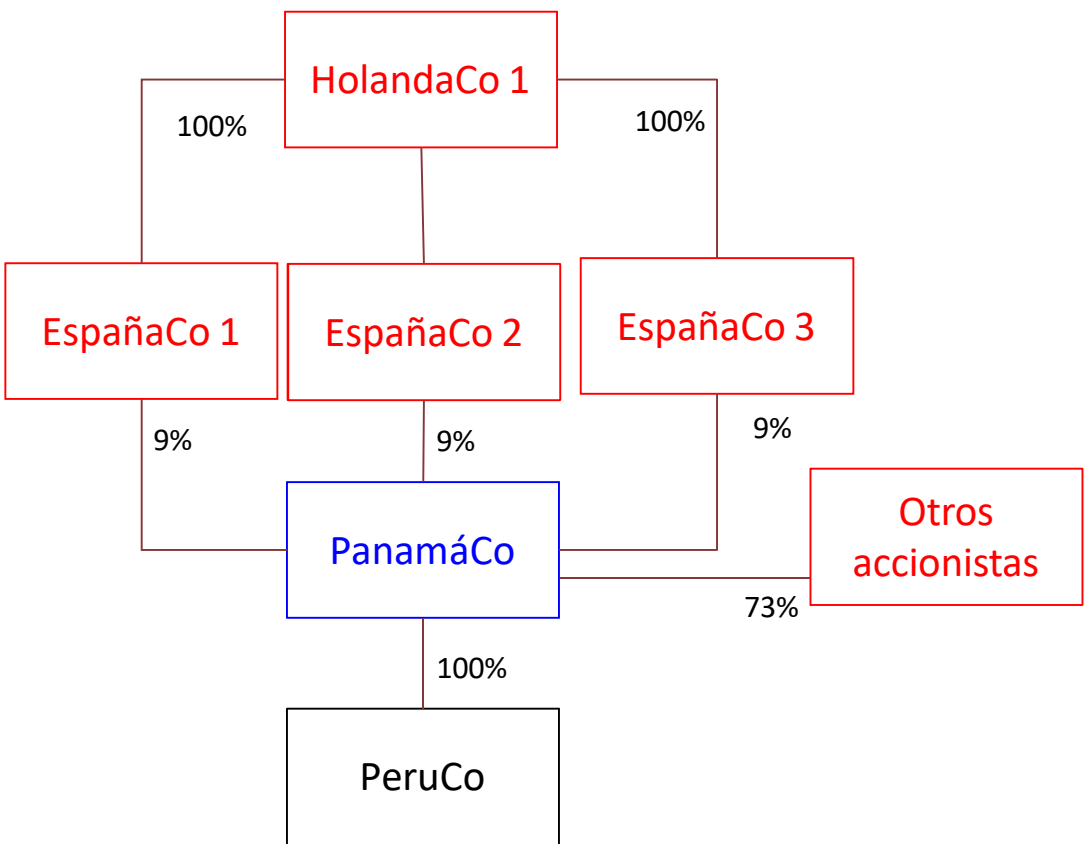 HolandaCo 1
100%
100%
EspañaCo 1
EspañaCo 2
EspañaCo 3
9%
9%
9%
PanamáCo
Otros
accionistas
73%
100%
PeruCo